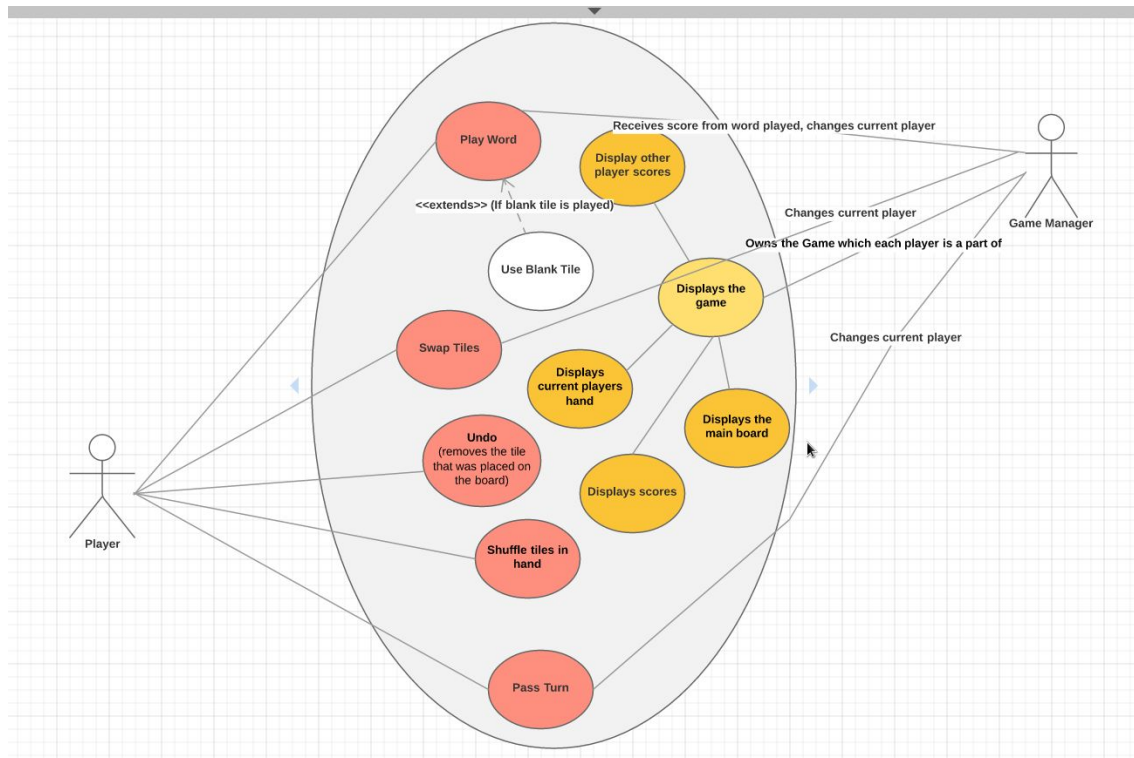 Play Word
Receives score from word played, changes current player
Display other
player scores
<<extends>> (If blank tile is played)
Changes current player
Game Manager
Owns the Game which each player is a part of
Use Blank Tile
Displays the
game
Swap Tiles
Changes current player
Displays
current players
hand
Displays the
main board
Undo
(removes the tile
that was placed on
the board)
Displays scores
Player
Shuffle tiles in
hand
Pass Turn